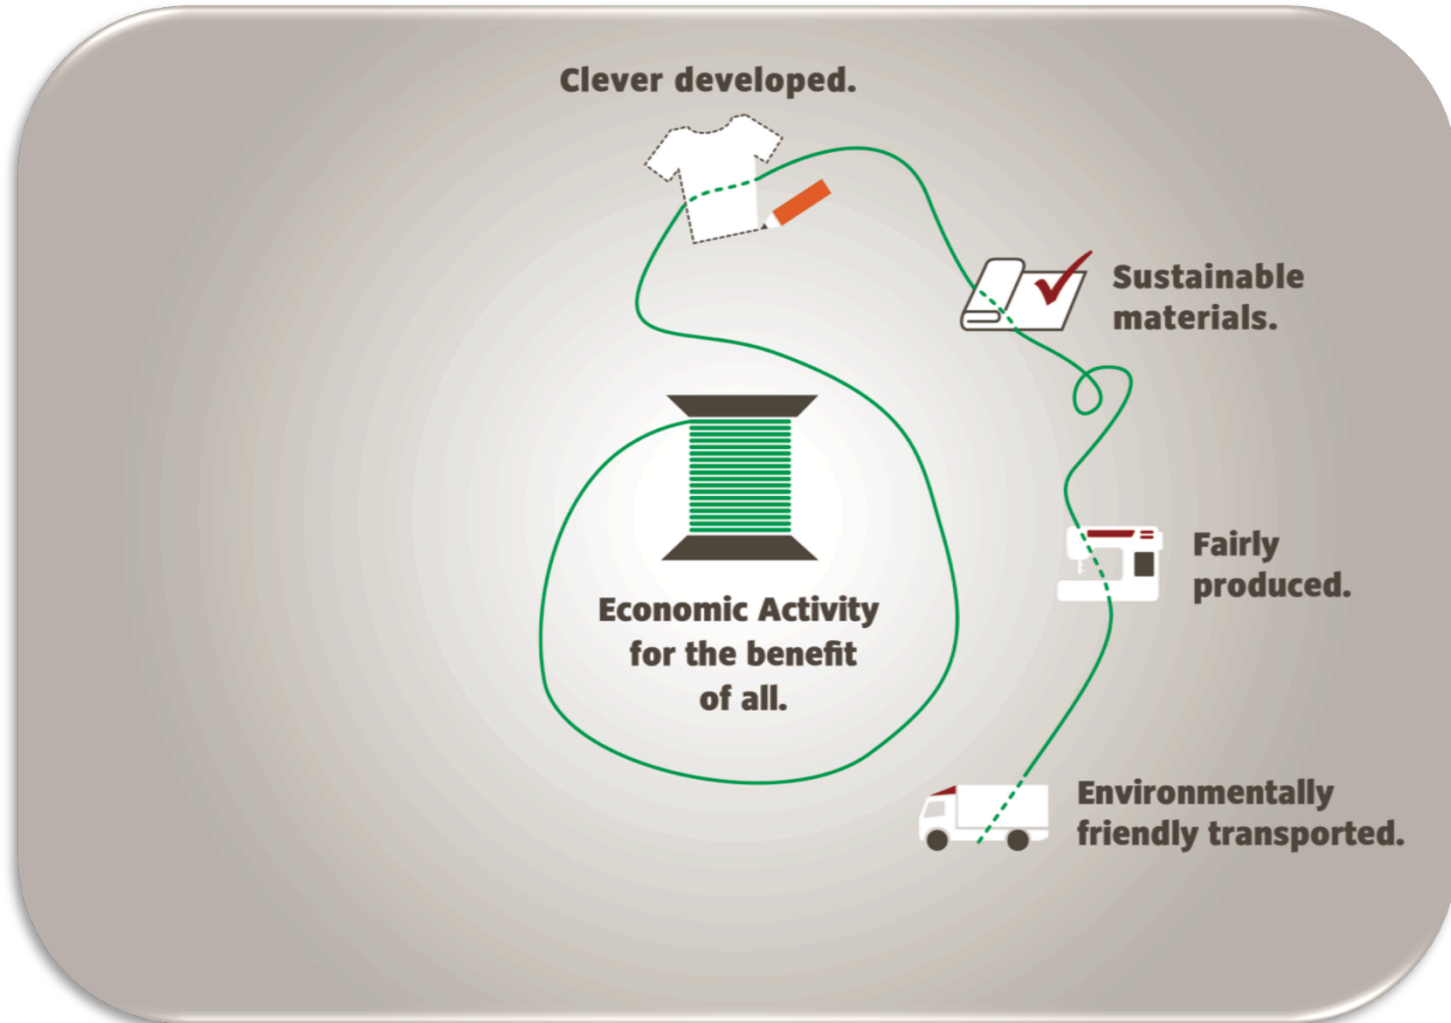 Clever developed.
Sustainable
materials.
Fairly
produced.
Environmentally
friendly transported.
Economic Activity
for the benefit
of all.